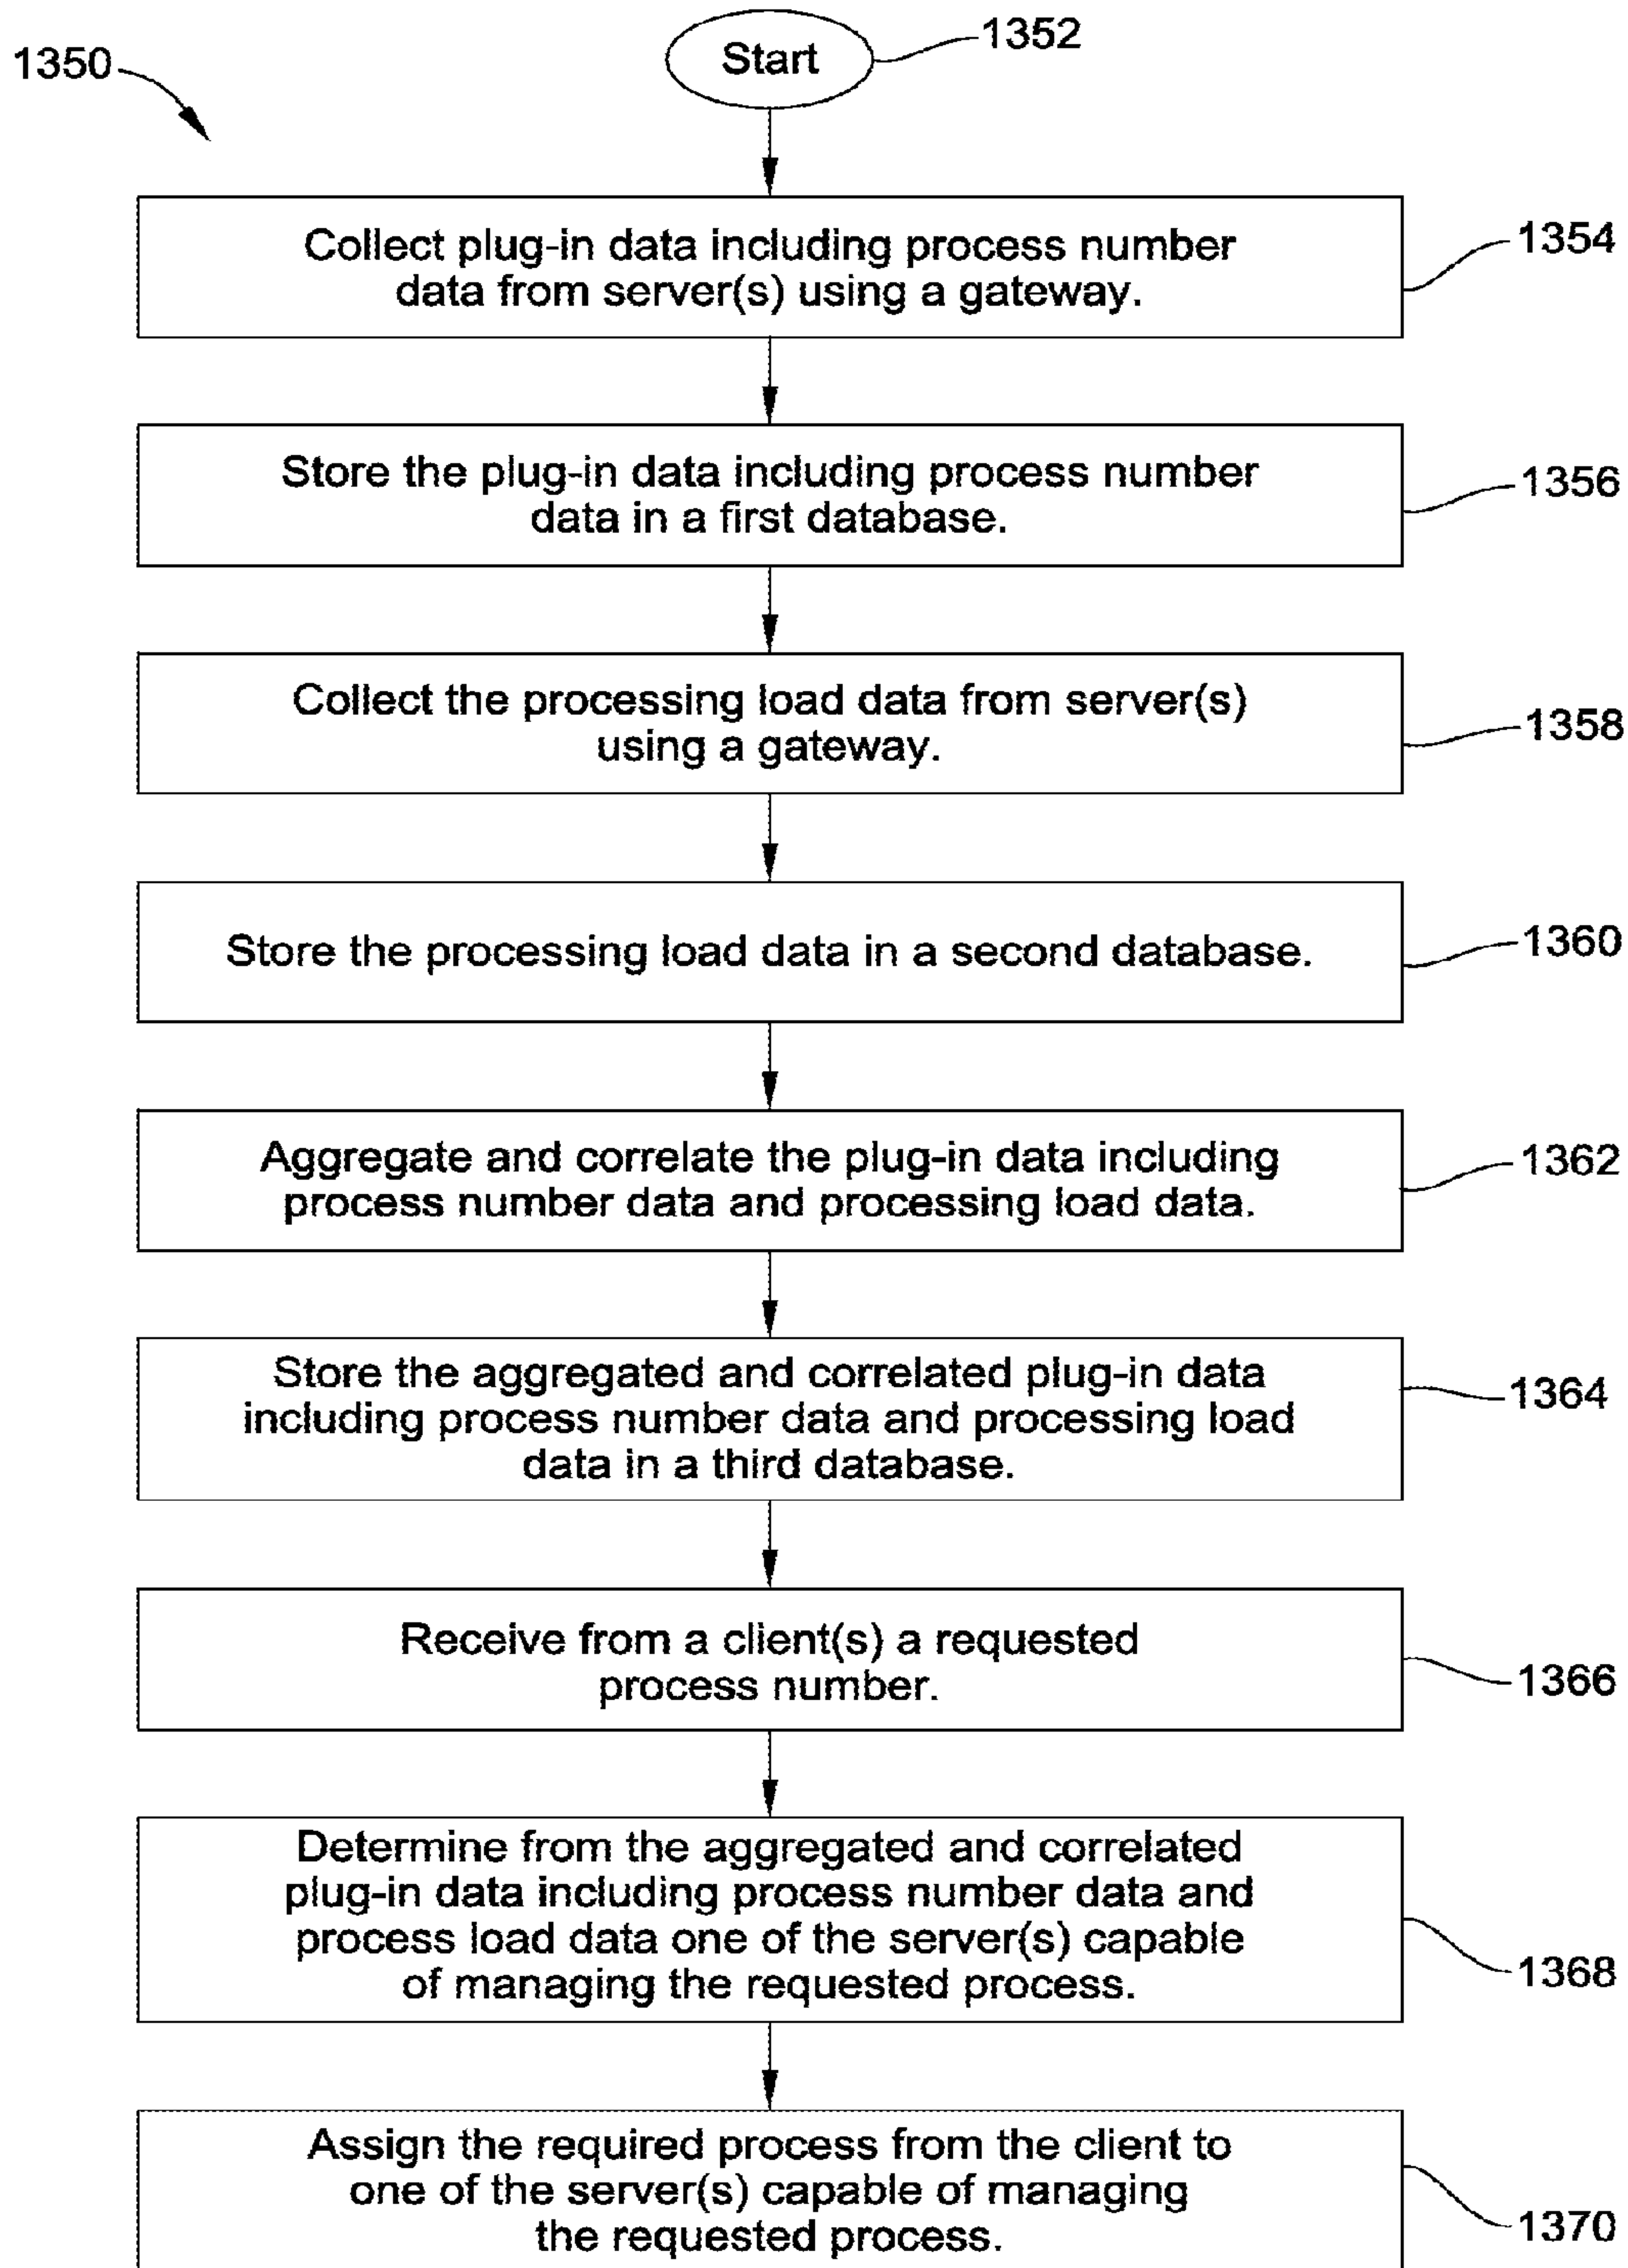 1350
Start
1352
Collect plug-in data including process number
data from server(s) using a gateway.
1354
Store the plug-in data including process number
data in a first database.
1356
Collect the processing load data from server(s)
using a gateway.
1358
Store the processing load data in a second database.
1360
Aggregate and correlate the plug-in data including
process number data and processing load data.
1362
Store the aggregated and correlated plug-in data
including process number data and processing load
data in a third database.
1364
Receive from a client(s) a requested
process number.
1366
Determine from the aggregated and correlated
plug-in data including process number data and
process load data one of the server(s) capable
of managing the requested process.
1368
Assign the required process from the client to
one of the server(s) capable of managing
the requested process.
1370